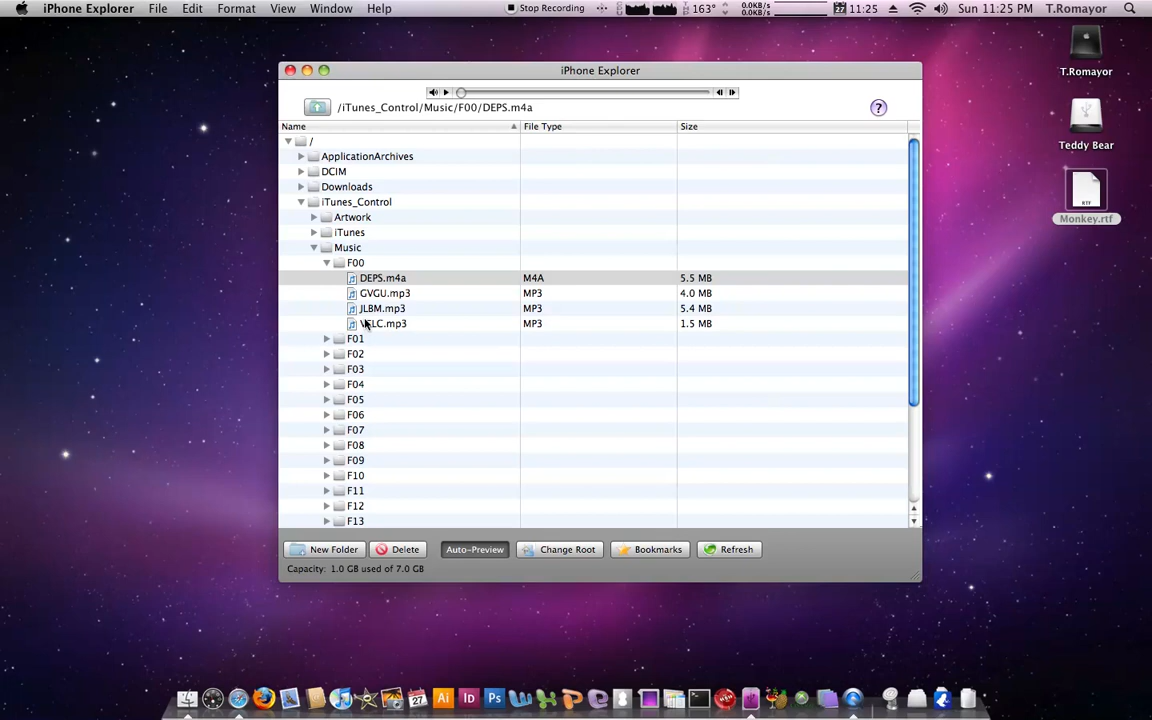 iPhone Explorer File Edit Format View Window Help Stop Recording 163° 0.0KB/s 0.0KB/s 27 11:25 Sun 11:25 PM T.Romayor
T.Romayor
Teddy Bear
Monkey.rtf
iPhone Explorer
/iTunes_Control/Music/F00/DEPS.m4a ?
Name File Type Size
/
ApplicationArchives
DCIM
Downloads
iTunes_Control
Artwork
iTunes
Music
F00
DEPS.m4a M4A 5.5 MB
GVGU.mp3 MP3 4.0 MB
JLBM.mp3 MP3 5.4 MB
MP3 1.5 MB
F01
F02
F03
F04
F05
F06
F07
F08
F09
F10
F11
F12
F13
New Folder Delete Auto-Preview Change Root Bookmarks Refresh
Capacity: 1.0 GB used of 7.0 GB
27 Ai Id Ps